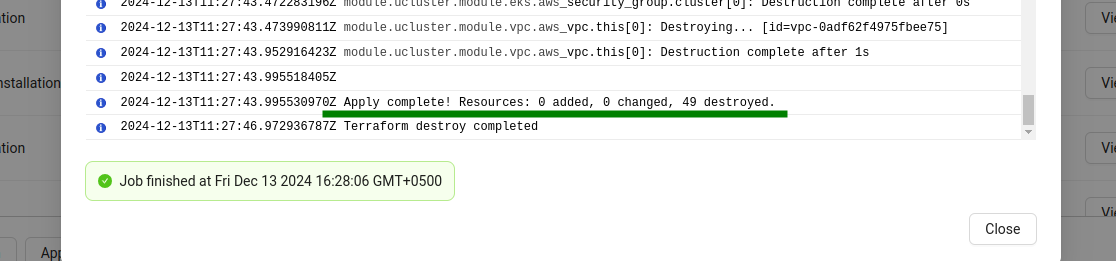 2024-12-13T11:27:43.472283196Z module.ucluster.module.eks.aws_security_group.cluster[0]: Destruction complete after 0s
ation
2024-12-13T11:27:43.473990811Z module.ucluster.module.vpc.aws_vpc.this[0]: Destroying... [id=vpc-0adf62f4975fbee75]
2024-12-13T11:27:43.952916423Z module.ucluster.module.vpc.aws_vpc.this[0]: Destruction complete after 1s
nstallation
2024-12-13T11:27:43.995518405Z
2024-12-13T11:27:43.995530970Z Apply complete! Resources: 0 added, 0 changed, 49 destroyed.
2024-12-13T11:27:46.972936787Z Terraform destroy completed
ation
Job finished at Fri Dec 13 2024 16:28:06 GMT+0500
Close